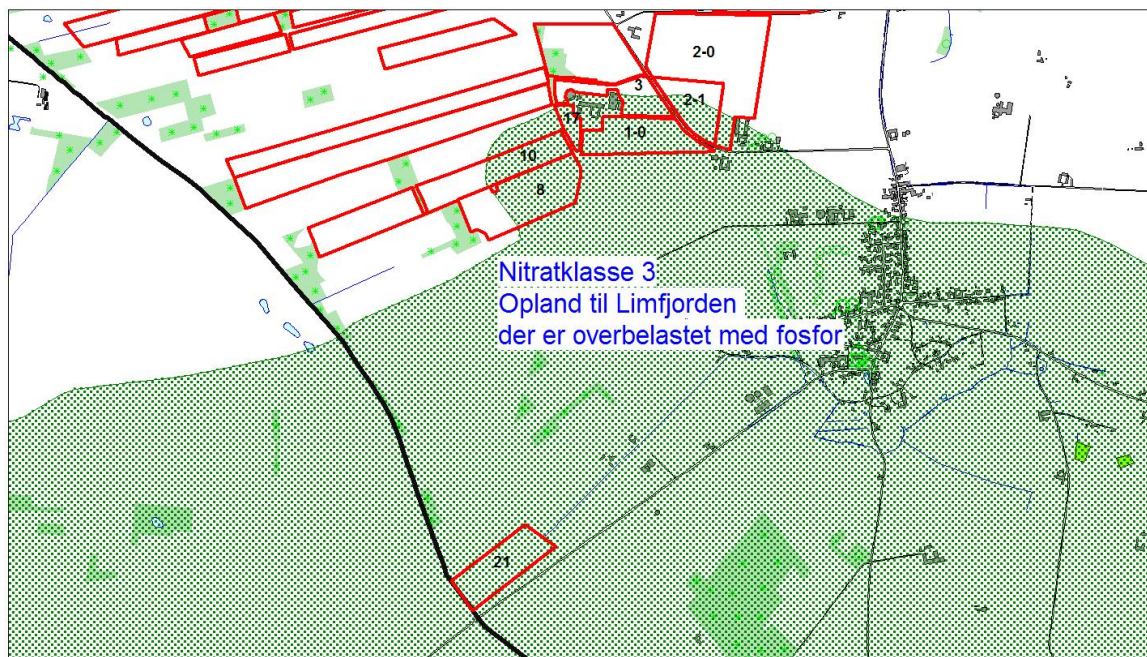 2-0
3
2-1
17
1-0
10
8
Nitratklasse 3
Opland til Limfjorden
der er overbelastet med fosfor
21